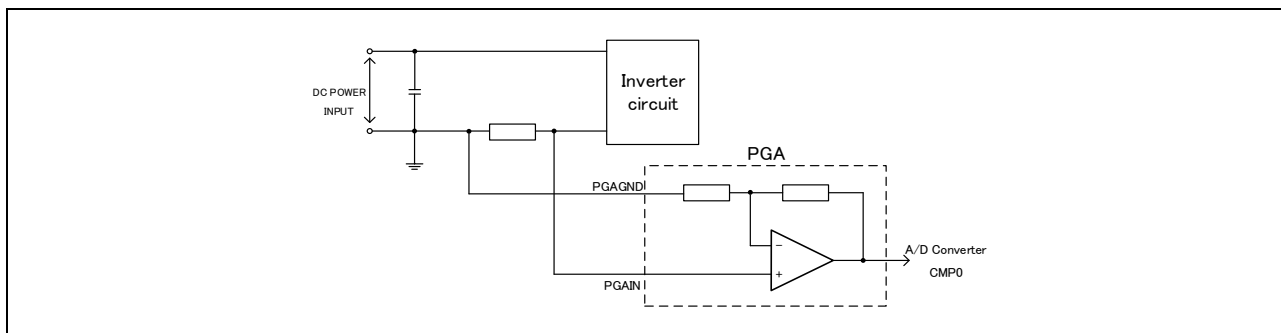 Inverter
circuit
DC POWER
INPUT
PGA
PGAGND
−
+
PGAIN
A/D Converter
CMP0